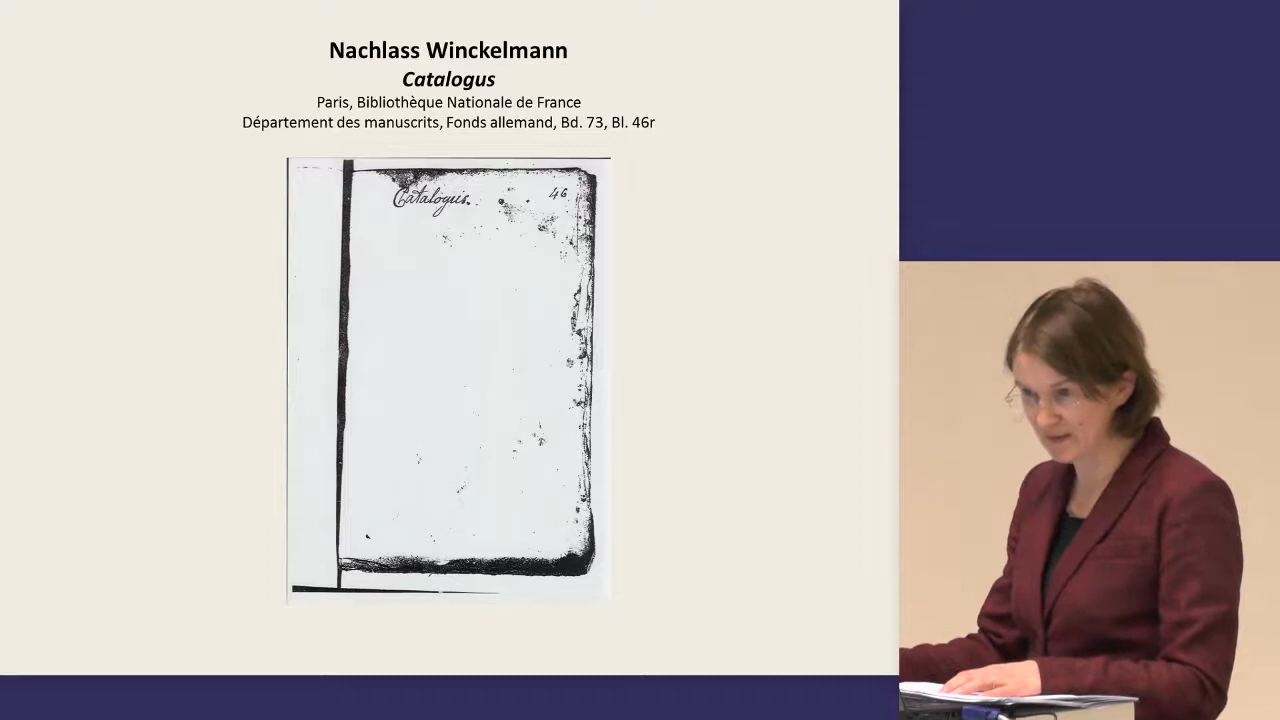 Nachlass Winckelmann
Catalogus
Paris, Bibliothèque Nationale de France
Département des manuscrits, Fonds allemand, Bd. 73, Bl. 46r
Catalogus.
46